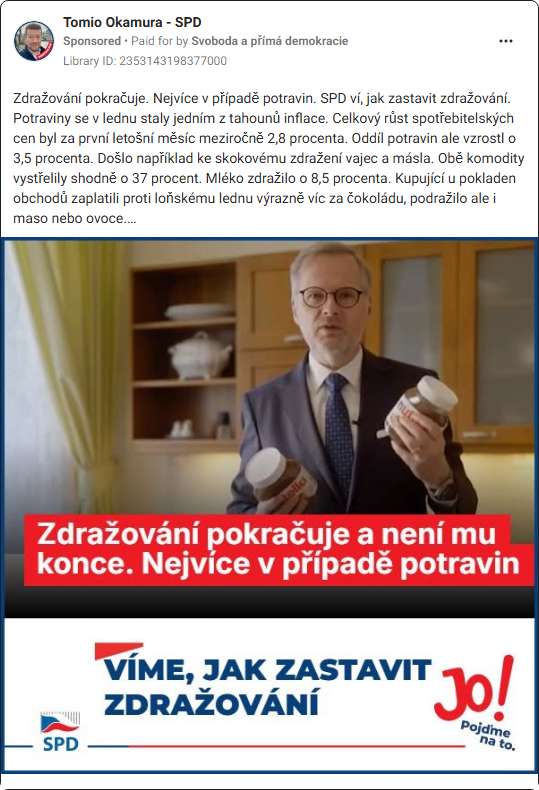 Tomio Okamura - SPD
Sponsored • Paid for by Svoboda a přímá demokracie
Library ID: 2353143198377000
Zdražování pokračuje. Nejvíce v případě potravin. SPD ví, jak zastavit zdražování.
Potraviny se v lednu staly jedním z tahounů inflace. Celkový růst spotřebitelských
cen byl za první letošní měsíc meziročně 2,8 procenta. Oddíl potravin ale vzrostl o
3,5 procenta. Došlo například ke skokovému zdražení vajec a másla. Obě komodity
vystřelily shodně o 37 procent. Mléko zdražilo o 8,5 procenta. Kupující u pokladen
obchodů zaplatili proti loňskému lednu výrazně víc za čokoládu, podražilo ale i
maso nebo ovoce....
Zdražování pokračuje a není mu
konce. Nejvíce v případě potravin
VÍME, JAK ZASTAVIT
ZDRAŽOVÁNÍ
SPD
Jo!
Pojďme
na to.